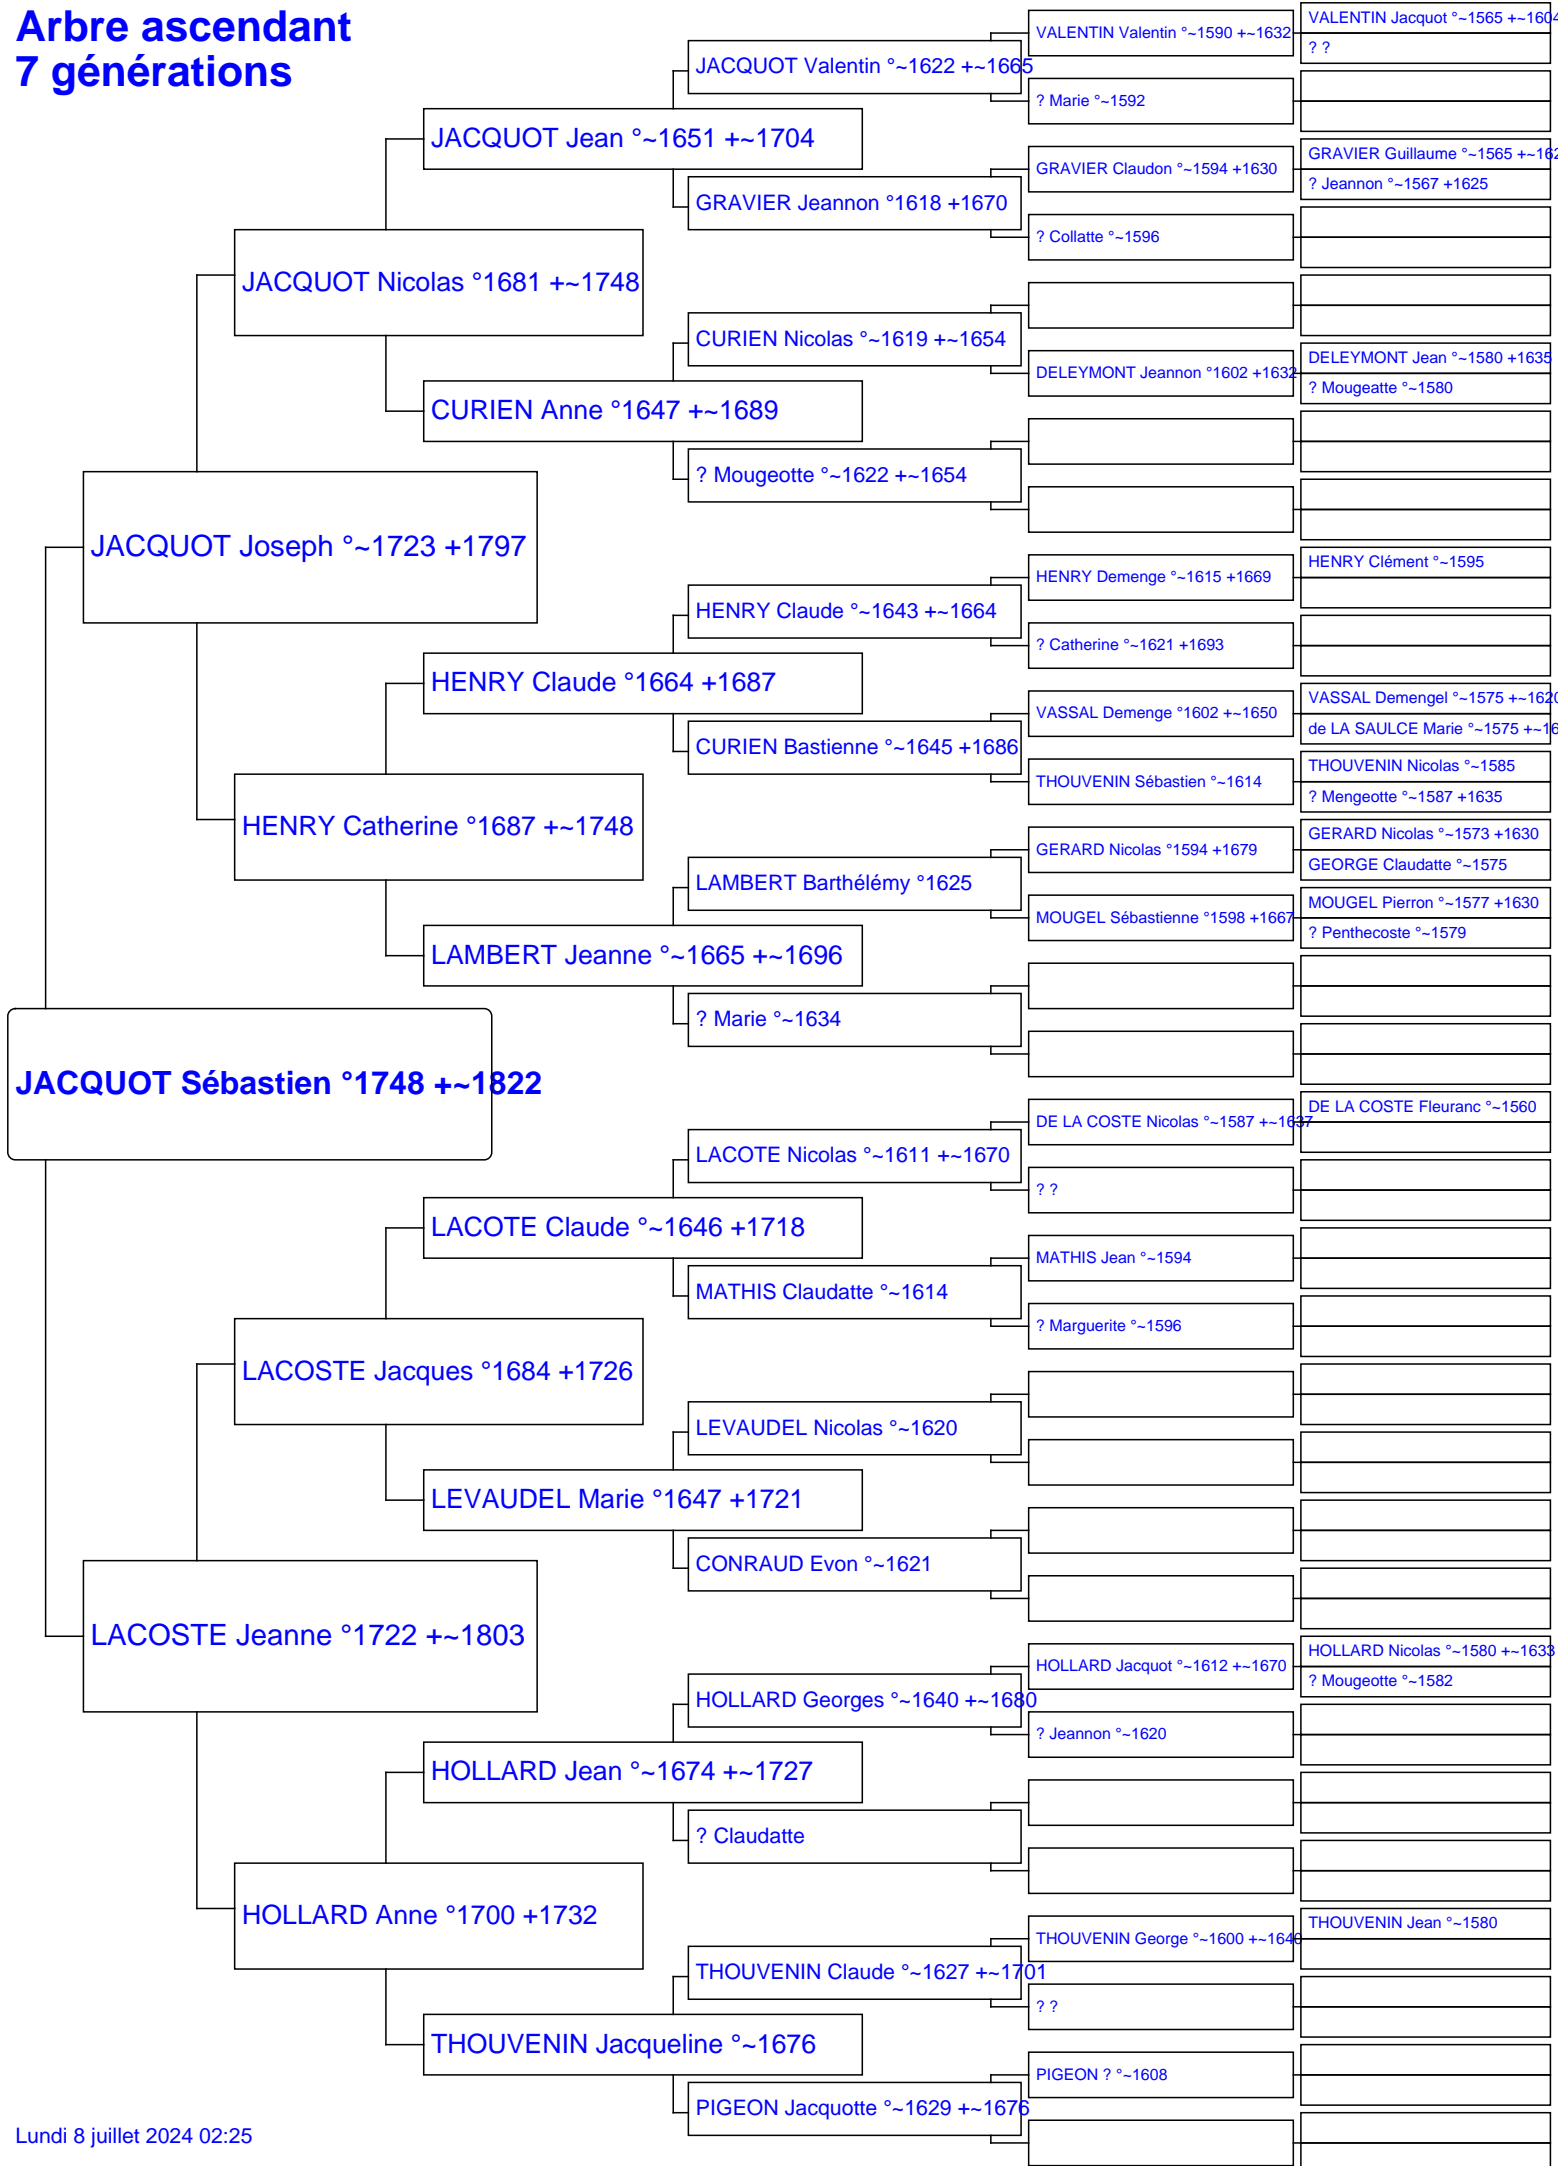 Arbre ascendant
7 générations
JACQUOT Sébastien °1748 +~1822
JACQUOT Joseph °~1723 +1797
LACOSTE Jeanne °1722 +~1803
JACQUOT Nicolas °1681 +~1748
HENRY Catherine °1687 +~1748
LACOSTE Jacques °1684 +1726
HOLLARD Anne °1700 +1732
JACQUOT Jean °~1651 +~1704
CURIEN Anne °1647 +~1689
HENRY Claude °1664 +1687
LAMBERT Jeanne °~1665 +~1696
LACOTE Claude °~1646 +1718
LEVAUDEL Marie °1647 +1721
HOLLARD Jean °~1674 +~1727
THOUVENIN Jacqueline °~1676
JACQUOT Valentin °~1622 +~1665
GRAVIER Jeannon °1618 +1670
CURIEN Nicolas °~1619 +~1654
? Mougeotte °~1622 +~1654
HENRY Claude °~1643 +~1664
CURIEN Bastienne °~1645 +1686
LAMBERT Barthélémy °1625
? Marie °~1634
LACOTE Nicolas °~1611 +~1670
MATHIS Claudatte °~1614
LEVAUDEL Nicolas °~1620
CONRAUD Evon °~1621
HOLLARD Georges °~1640 +~1680
? Claudatte
THOUVENIN Claude °~1627 +~1701
PIGEON Jacquotte °~1629 +~1676
VALENTIN Valentin °~1590 +~1632
? Marie °~1592
GRAVIER Claudon °~1594 +1630
? Collatte °~1596
DELEYMONT Jeannon °1602 +1632
HENRY Demenge °~1615 +1669
? Catherine °~1621 +1693
VASSAL Demenge °1602 +~1650
THOUVENIN Sébastien °~1614
GERARD Nicolas °1594 +1679
MOUGEL Sébastienne °1598 +1667
DE LA COSTE Nicolas °~1587 +~1637
? ?
MATHIS Jean °~1594
? Marguerite °~1596
HOLLARD Jacquot °~1612 +~1670
? Jeannon °~1620
THOUVENIN George °~1600 +~1640
? ?
PIGEON ? °~1608
VALENTIN Jacquot °~1565 +~1604
? ?
GRAVIER Guillaume °~1565 +~162
? Jeannon °~1567 +1625
DELEYMONT Jean °~1580 +1635
? Mougeatte °~1580
HENRY Clément °~1595
VASSAL Demengel °~1575 +~1620
de LA SAULCE Marie °~1575 +~16
THOUVENIN Nicolas °~1585
? Mengeotte °~1587 +1635
GERARD Nicolas °~1573 +1630
GEORGE Claudatte °~1575
MOUGEL Pierron °~1577 +1630
? Penthecoste °~1579
DE LA COSTE Fleuranc °~1560
HOLLARD Nicolas °~1580 +~1633
? Mougeotte °~1582
THOUVENIN Jean °~1580
Lundi 8 juillet 2024 02:25